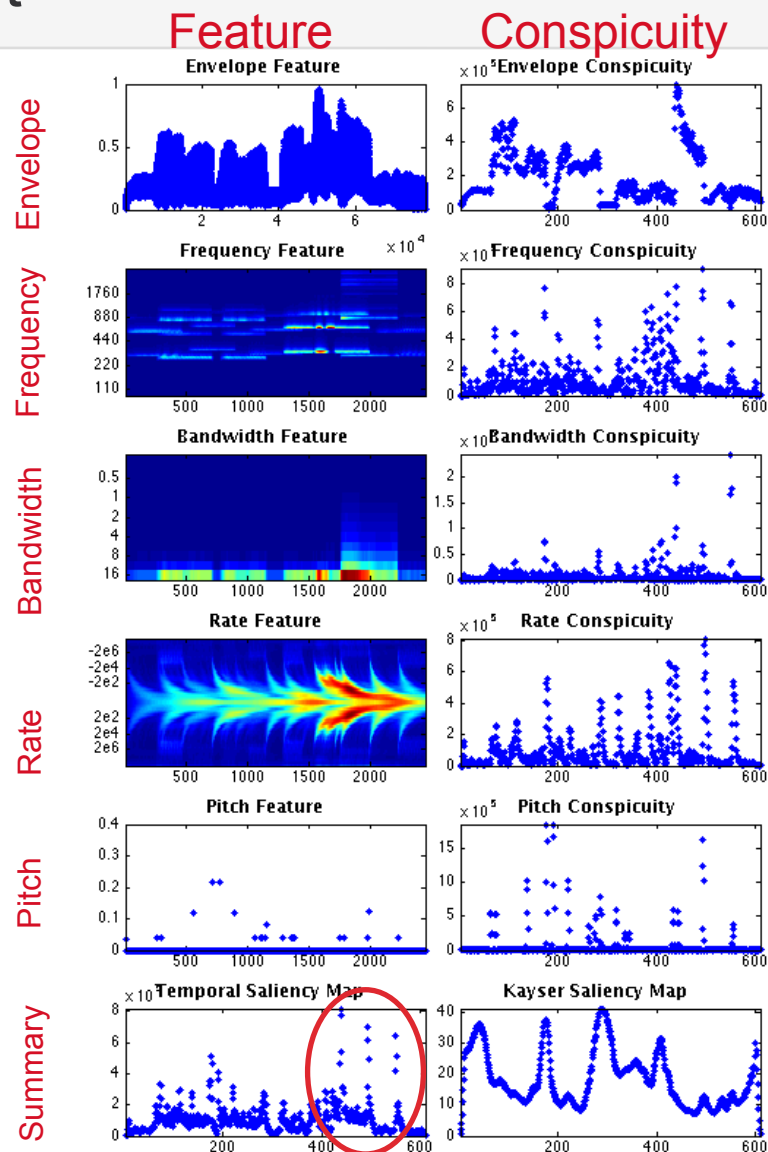 Feature Conspicuity
Envelope Feature
× 10⁵ Envelope Conspicuity
Envelope
1
0.5
0
2 4 6
× 10⁴
6
4
2
0
200 400 600
Frequency Feature
× 10 Frequency Conspicuity
Frequency
1760
880
440
220
110
500 1000 1500 2000
8
6
4
2
0
200 400 600
Bandwidth Feature
× 10 Bandwidth Conspicuity
Bandwidth
0.5
1
2
4
8
16
500 1000 1500 2000
2
1.5
1
0.5
0
200 400 600
Rate Feature
× 10⁵ Rate Conspicuity
Rate
-2e6
-2e4
-2e2
2e2
2e4
2e6
500 1000 1500 2000
8
6
4
2
0
200 400 600
Pitch Feature
× 10⁵ Pitch Conspicuity
Pitch
0.4
0.3
0.2
0.1
0
500 1000 1500 2000
15
10
5
0
200 400 600
× 10 Temporal Saliency Map
Kayser Saliency Map
Summary
8
6
4
2
0
200 400 600
40
30
20
10
0
200 400 600